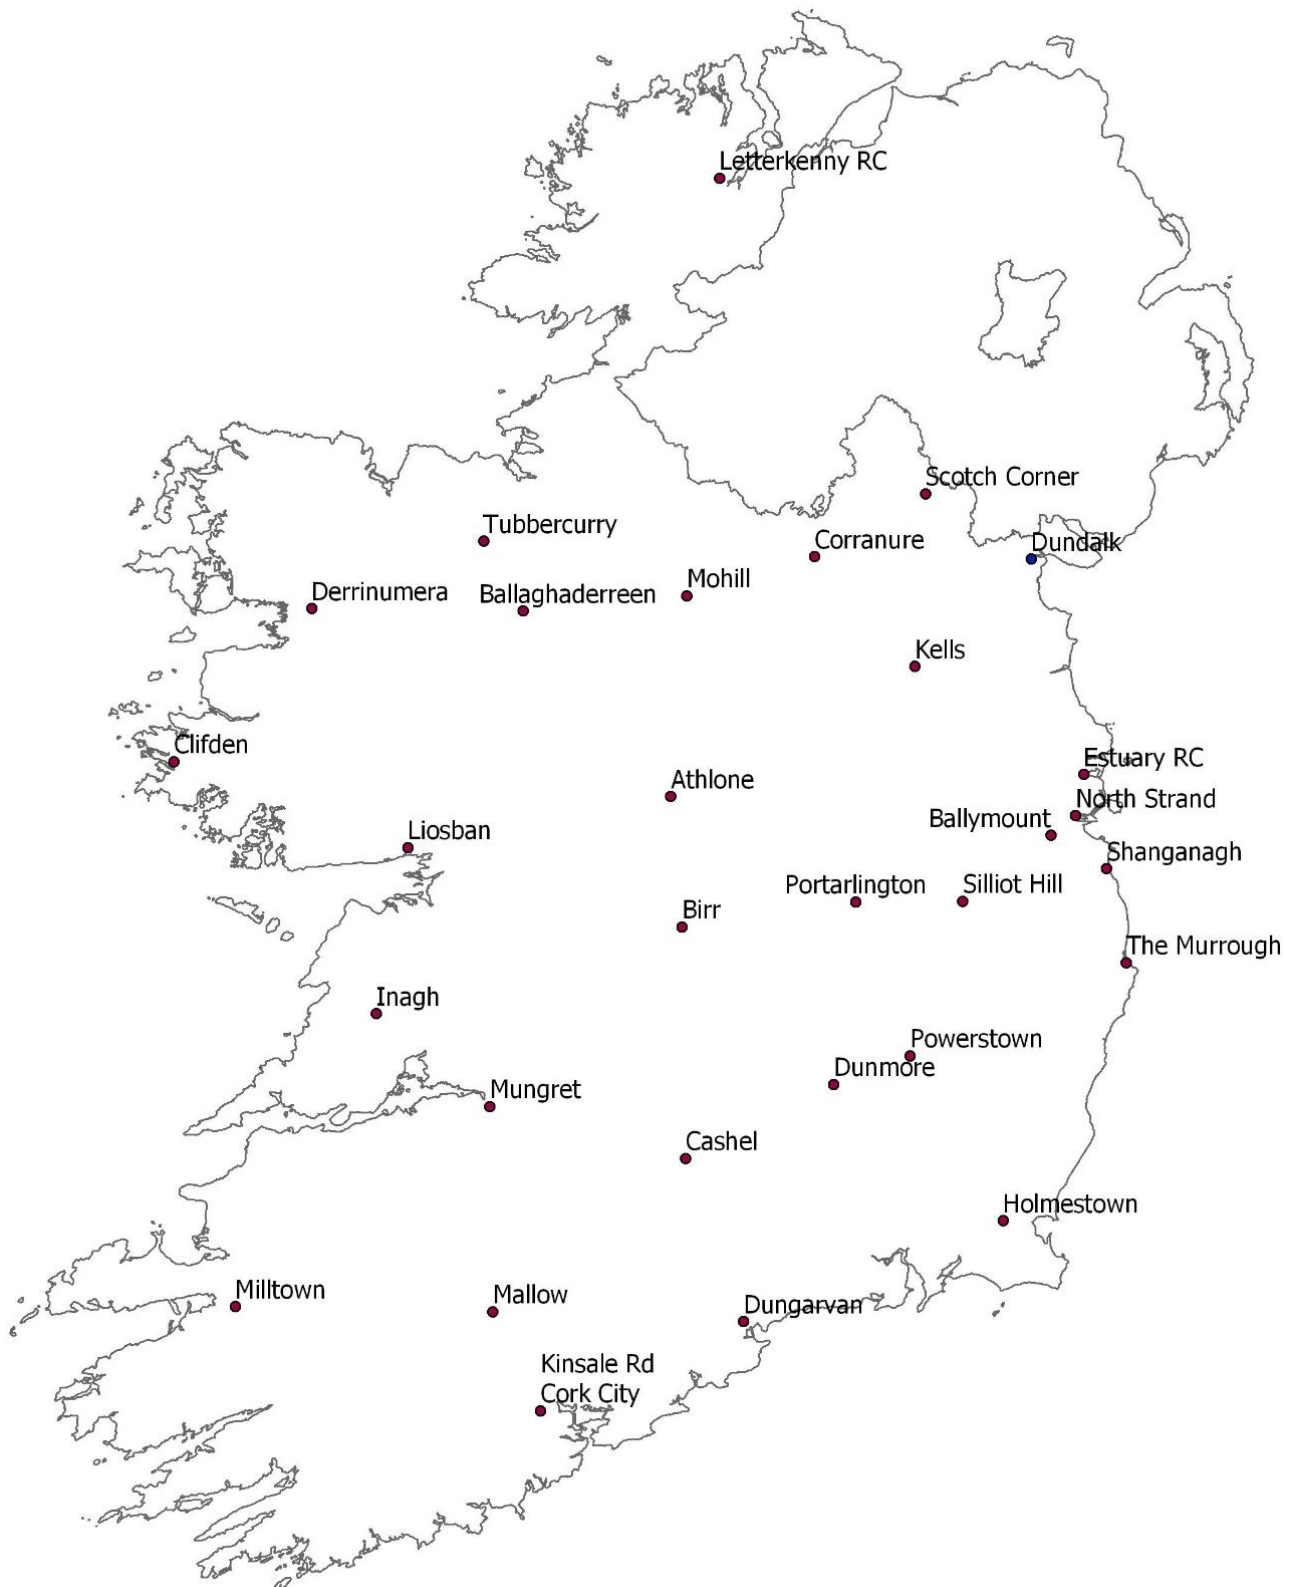 Letterkenny RC
Scotch Corner
Tubbercurry
Corranure
Dundalk
Derrinumera
Ballaghaderreen
Mohill
Kells
Clifden
Estuary RC
Athlone
North Strand
Ballymount
Liosban
Shanganagh
Portarlington
Silliot Hill
Birr
The Murrough
Inagh
Powerstown
Dunmore
Mungret
Cashel
Holmestown
Milltown
Mallow
Dungarvan
Kinsale Rd
Cork City